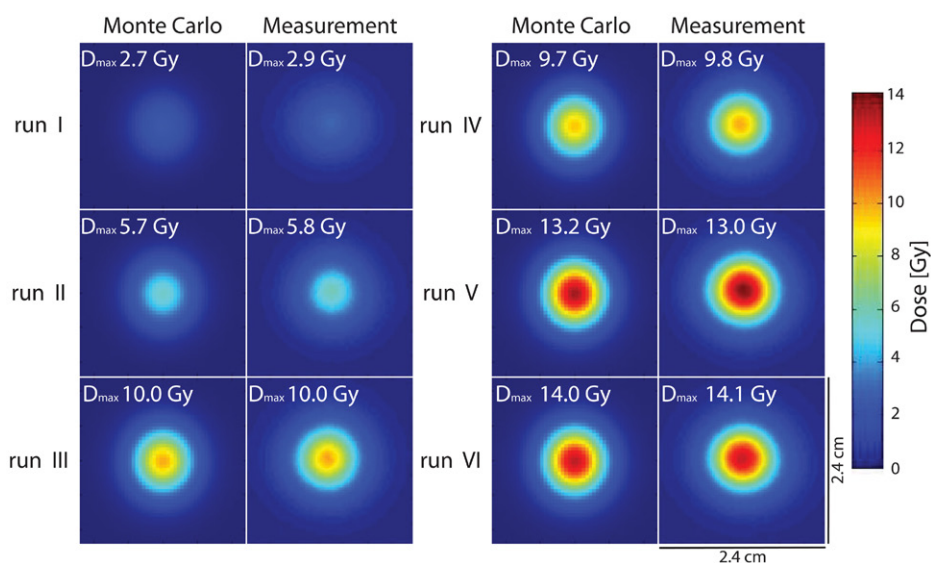 Monte Carlo Measurement Monte Carlo Measurement
run I Dmax 2.7 Gy Dmax 2.9 Gy run IV Dmax 9.7 Gy Dmax 9.8 Gy
run II Dmax 5.7 Gy Dmax 5.8 Gy run V Dmax 13.2 Gy Dmax 13.0 Gy
run III Dmax 10.0 Gy Dmax 10.0 Gy run VI Dmax 14.0 Gy Dmax 14.1 Gy
2.4 cm
2.4 cm
14
12
10
8
6
4
2
0
Dose [Gy]